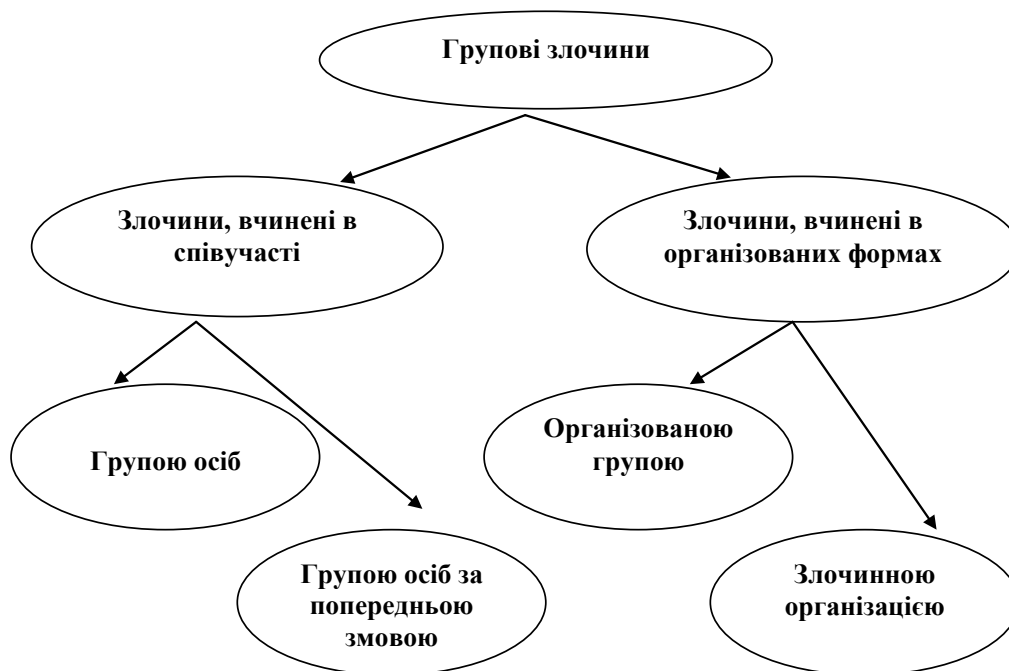 Групові злочини
Злочини, вчинені в
співучасті
Злочини, вчинені в
організованих формах
Групою осіб
Організованою
групою
Групою осіб за
попередньою
змовою
Злочинною
організацією